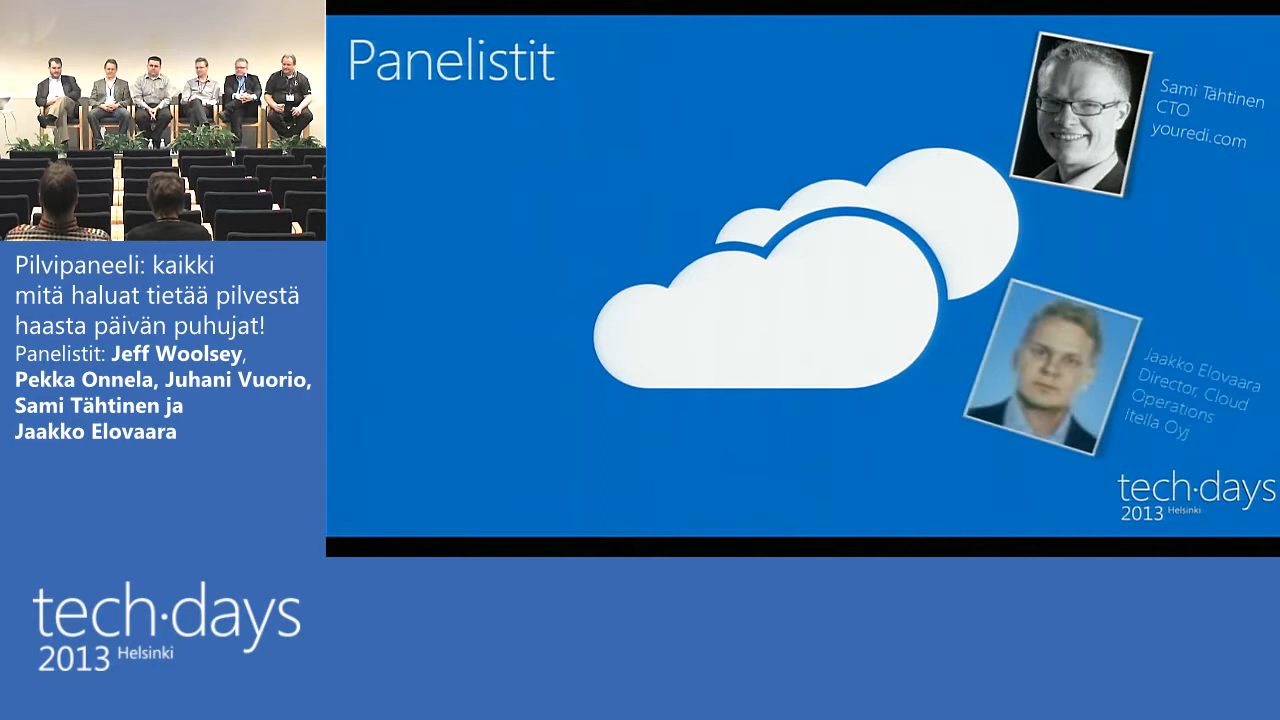 Panelistit
Sami Tähtinen
CTO
youredi.com
Jaakko Elovaara
Director, Cloud
Operations
Itella Oyj
tech·days
2013 Helsinki
Pilvipaneeli: kaikki
mitä haluat tietää pilvestä
haasta päivän puhujat!
Panelistit: Jeff Woolsey,
Pekka Onnela, Juhani Vuorio,
Sami Tähtinen ja
Jaakko Elovaara
tech·days
2013 Helsinki